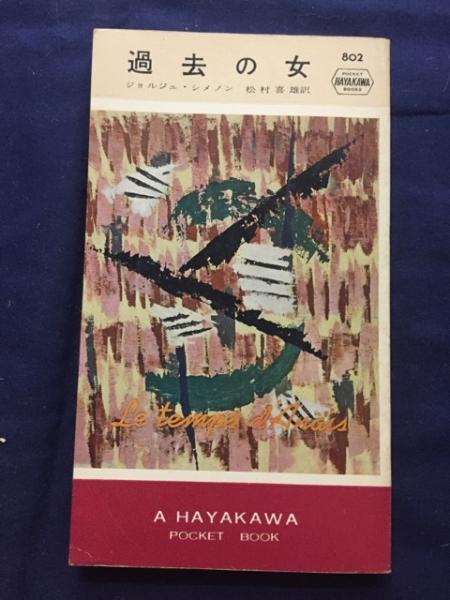 802
過去の女
POCKET
HAYAKAWA
BOOKS
ジョルジュ・シメノン 松村喜雄訳
Le temps d'Anaïs
A HAYAKAWA
POCKET BOOK